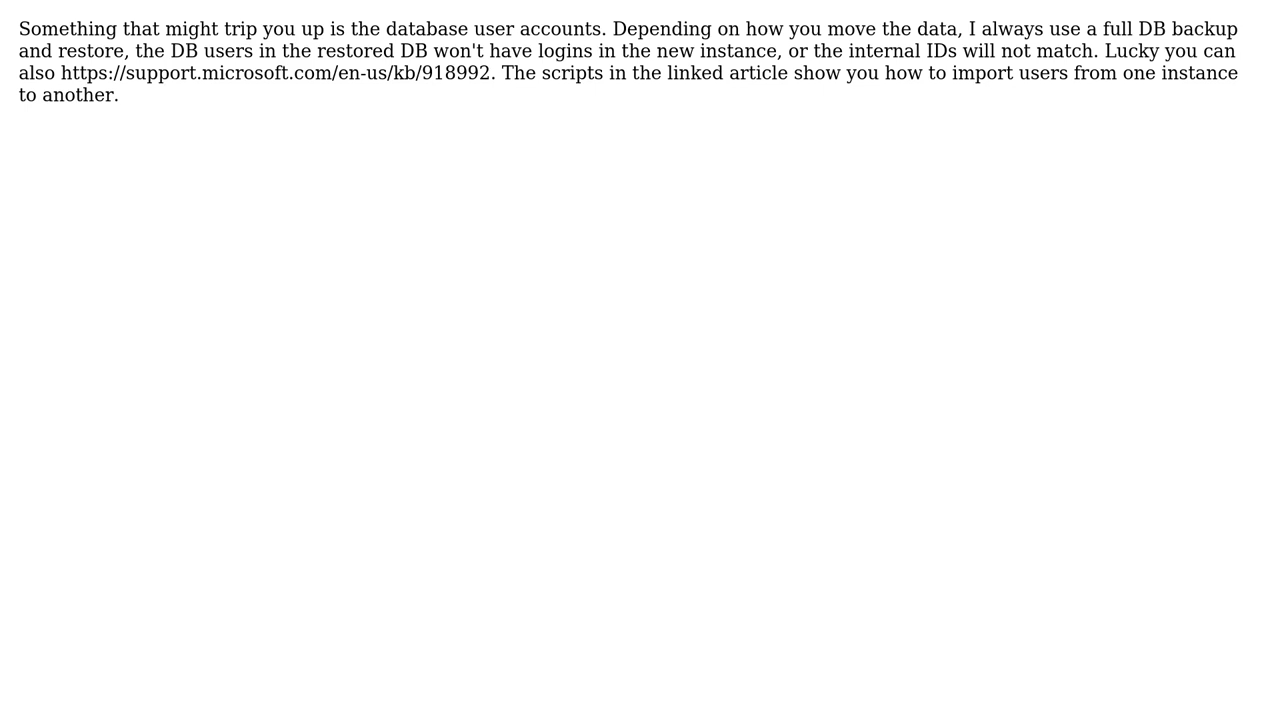 Something that might trip you up is the database user accounts. Depending on how you move the data, I always use a full DB backup
and restore, the DB users in the restored DB won't have logins in the new instance, or the internal IDs will not match. Lucky you can
also https://support.microsoft.com/en-us/kb/918992. The scripts in the linked article show you how to import users from one instance
to another.